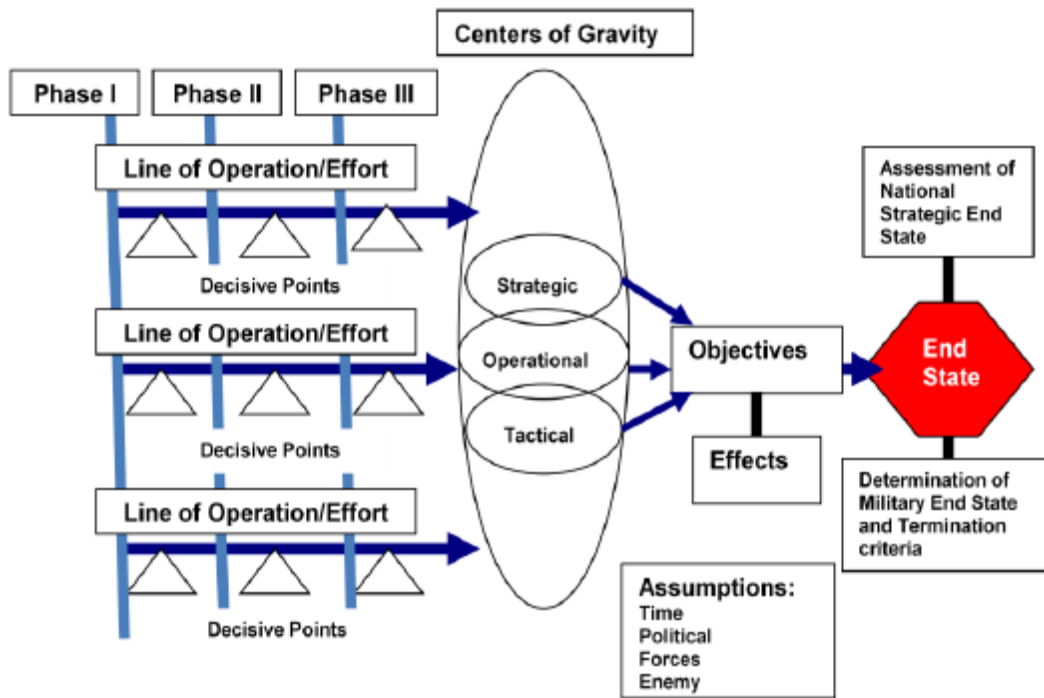 Centers of Gravity
Phase I
Phase II
Phase III
Line of Operation/Effort
Decisive Points
Line of Operation/Effort
Decisive Points
Line of Operation/Effort
Decisive Points
Strategic
Operational
Tactical
Objectives
Effects
Assessment of
National
Strategic End
State
End
State
Determination of
Military End State
and Termination
criteria
Assumptions:
Time
Political
Forces
Enemy